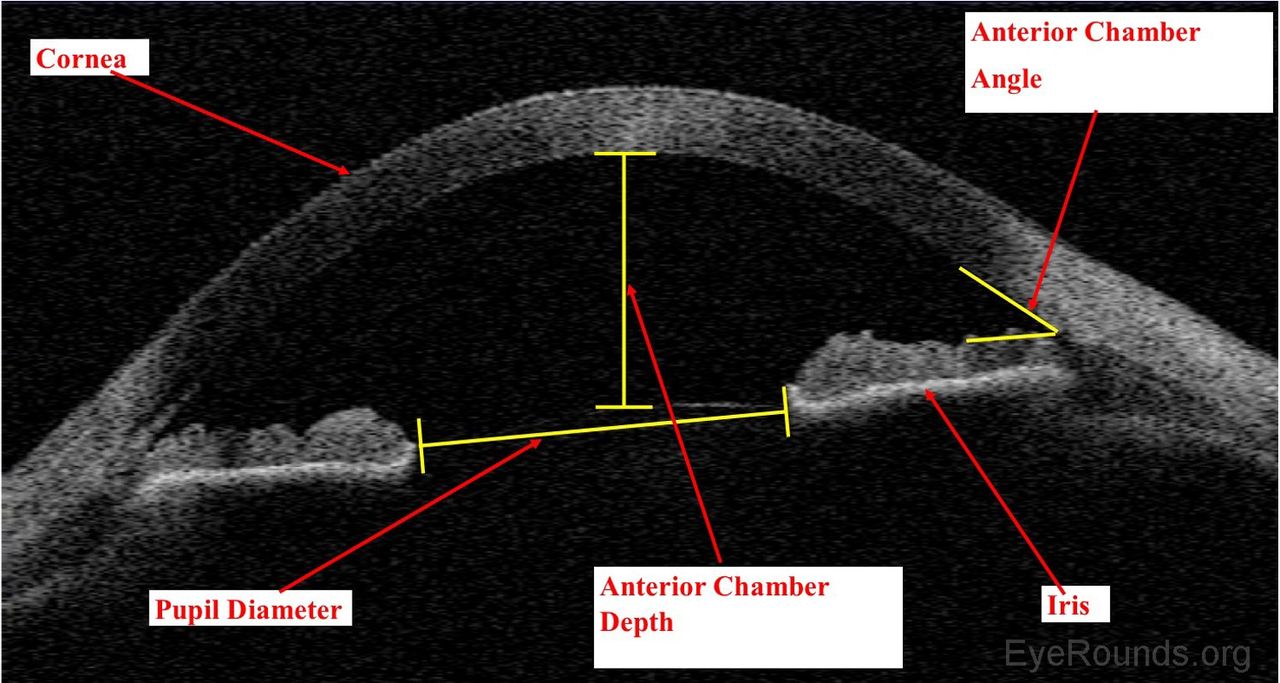 Cornea
Anterior Chamber
Angle
Pupil Diameter
Anterior Chamber
Depth
Iris
EyeRounds.org